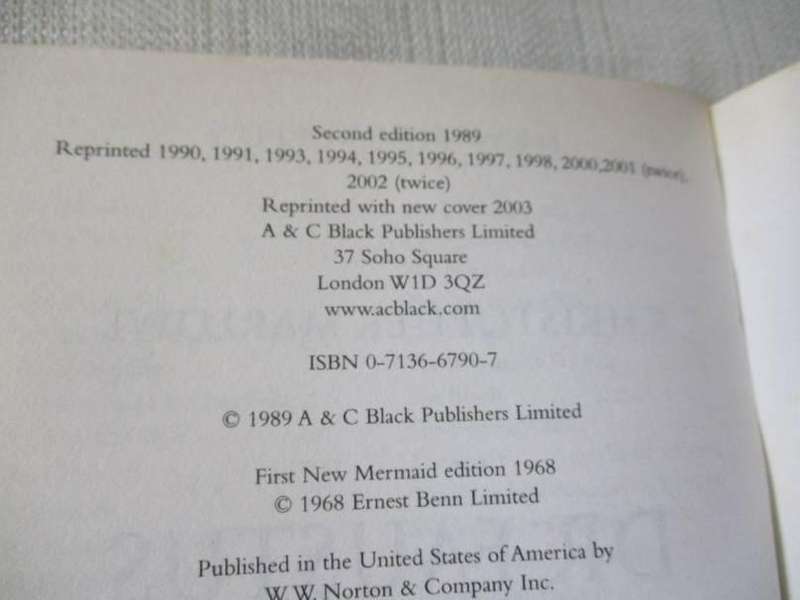 Second edition 1989
Reprinted 1990, 1991, 1993, 1994, 1995, 1996, 1997, 1998, 2000,2001 (twice),
2002 (twice)
Reprinted with new cover 2003
A & C Black Publishers Limited
37 Soho Square
London W1D 3QZ
www.acblack.com
ISBN 0-7136-6790-7
© 1989 A & C Black Publishers Limited
First New Mermaid edition 1968
© 1968 Ernest Benn Limited
Published in the United States of America by
W. W. Norton & Company Inc.